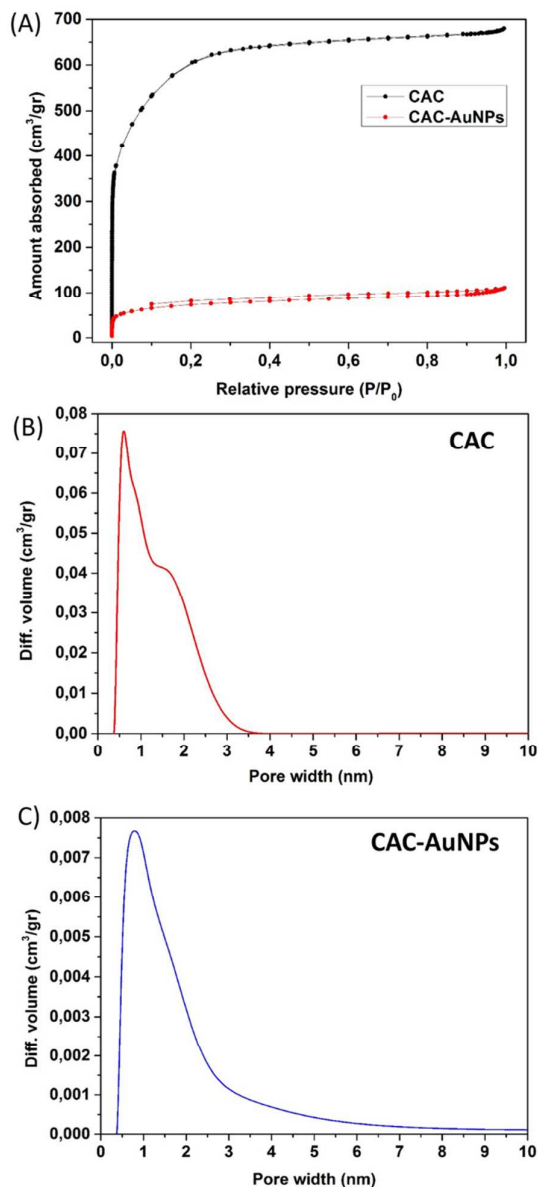 (A)
700
600
500
400
300
200
100
0
Amount absorbed (cm³/gr)
CAC
CAC-AuNPs
0,0 0,2 0,4 0,6 0,8 1,0
Relative pressure (P/P₀)
(B)
CAC
0,08
0,07
0,06
0,05
0,04
0,03
0,02
0,01
0,00
Diff. volume (cm³/gr)
0 1 2 3 4 5 6 7 8 9 10
Pore width (nm)
C)
CAC-AuNPs
0,008
0,007
0,006
0,005
0,004
0,003
0,002
0,001
0,000
Diff. volume (cm³/gr)
0 1 2 3 4 5 6 7 8 9 10
Pore width (nm)